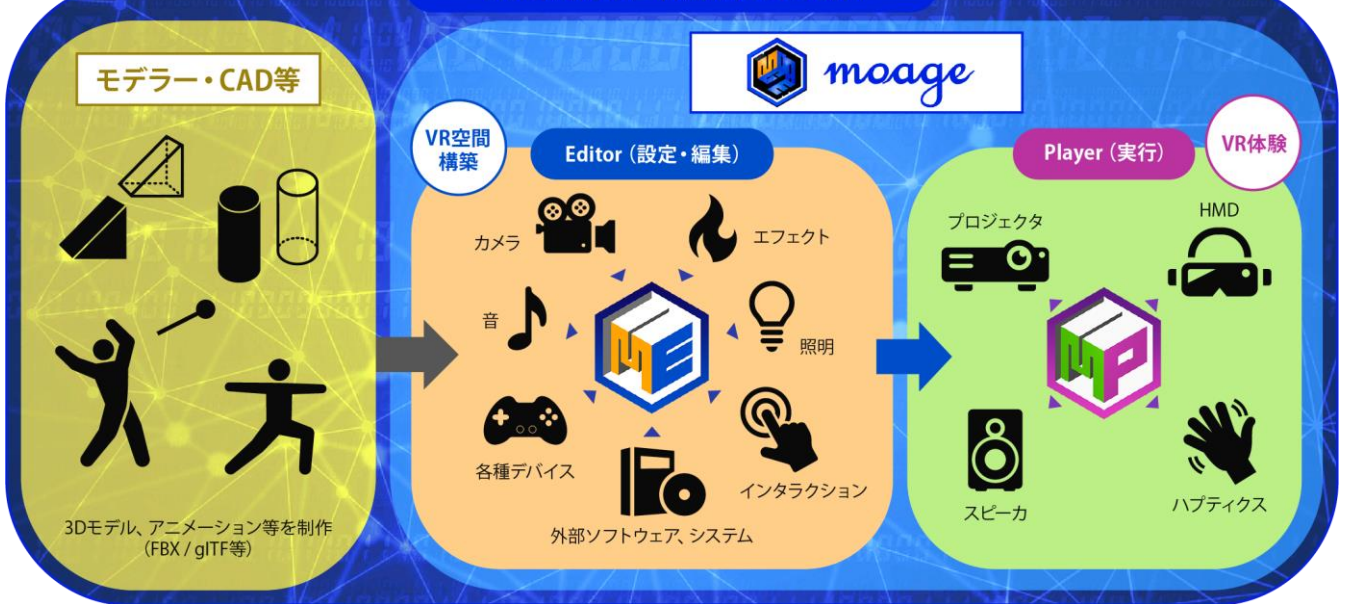 モデラー・CAD等
3Dモデル、アニメーション等を制作
(FBX / glTF等)
moage
VR空間
構築
Editor（設定・編集）
カメラ
エフェクト
音
照明
ME
各種デバイス
インタラクション
外部ソフトウェア、システム
Player（実行）
VR体験
プロジェクタ
HMD
MP
スピーカ
ハプティクス